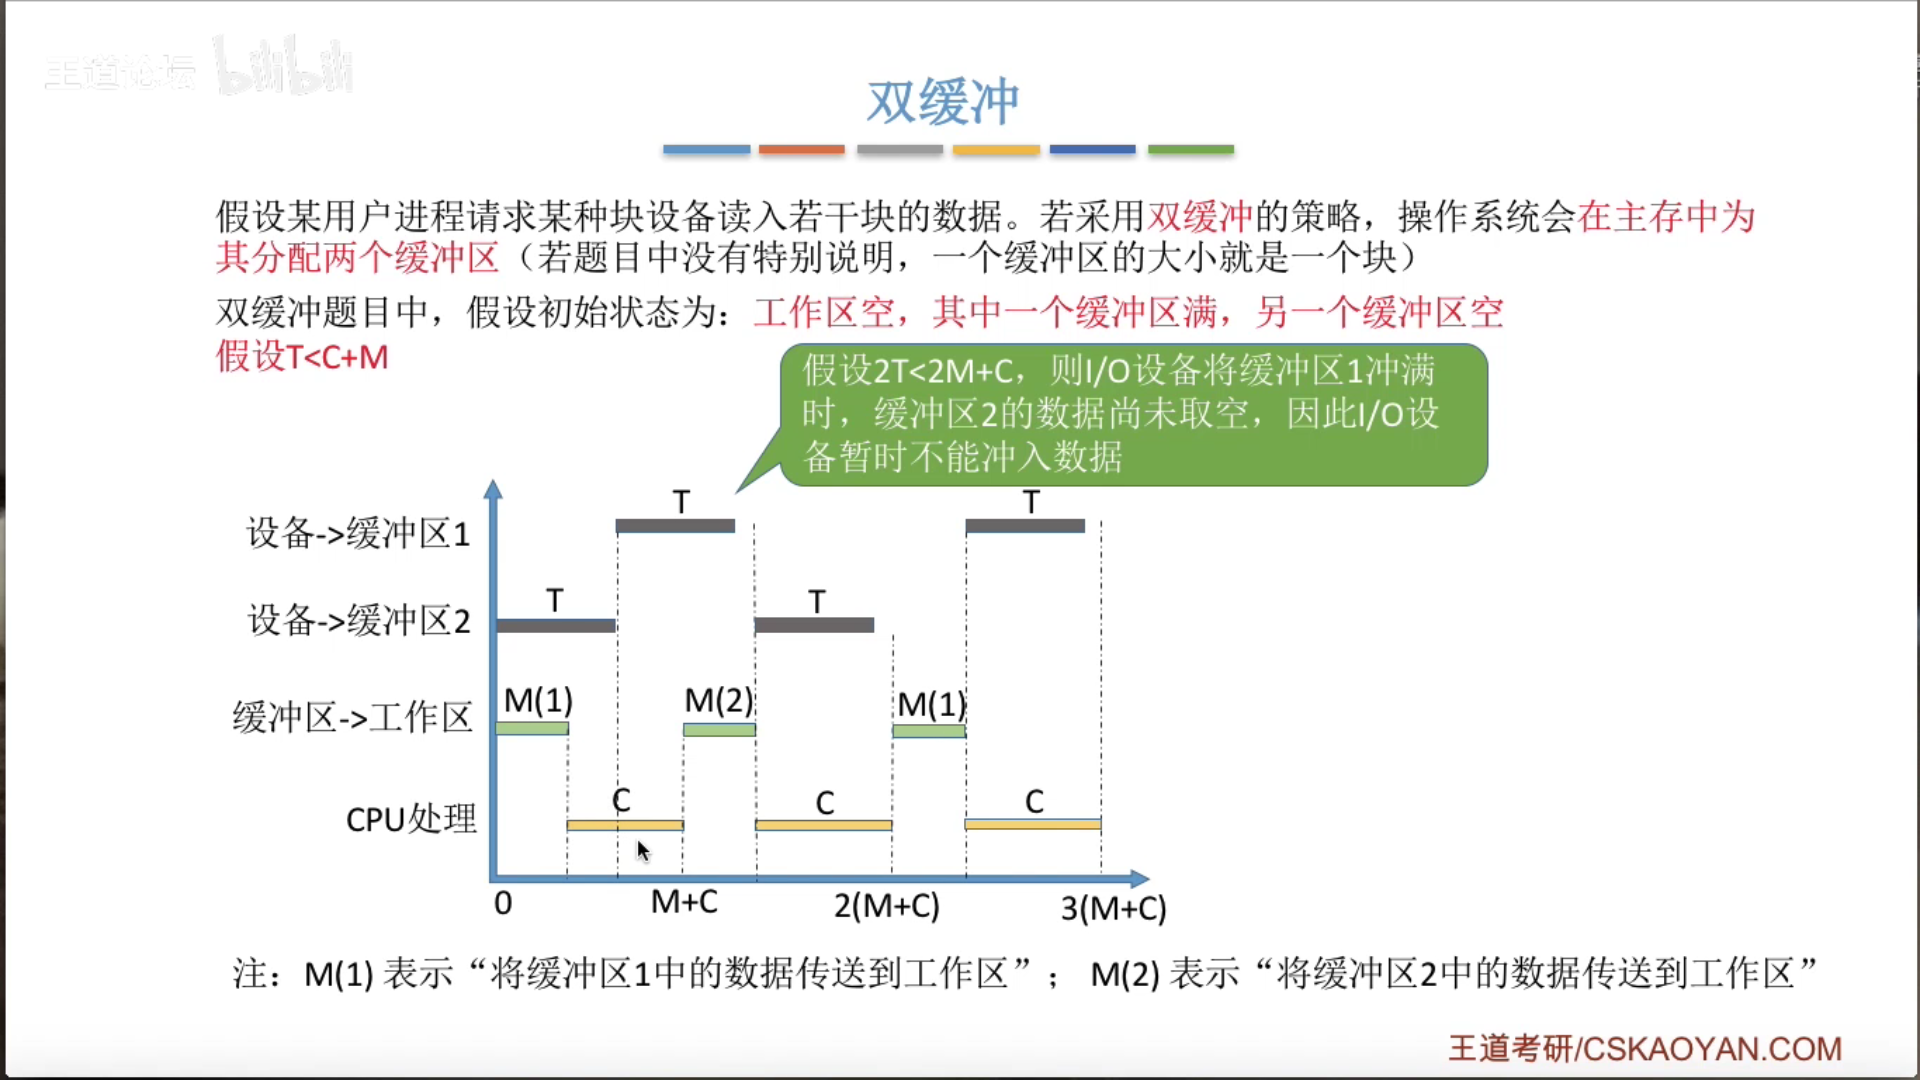 王道论坛 bilibili
双缓冲
假设某用户进程请求某种块设备读入若干块的数据。若采用双缓冲的策略，操作系统会在主存中为
其分配两个缓冲区（若题目中没有特别说明，一个缓冲区的大小就是一个块）
双缓冲题目中，假设初始状态为：工作区空，其中一个缓冲区满，另一个缓冲区空
假设T<C+M
假设2T<2M+C，则I/O设备将缓冲区1冲满
时，缓冲区2的数据尚未取空，因此I/O设
备暂时不能冲入数据
T
T
设备->缓冲区1
T
T
设备->缓冲区2
M(1)
M(2)
M(1)
缓冲区->工作区
C
C
C
CPU处理
0
M+C
2(M+C)
3(M+C)
注：M(1) 表示“将缓冲区1中的数据传送到工作区”； M(2) 表示“将缓冲区2中的数据传送到工作区”
王道考研/CSKAOYAN.COM